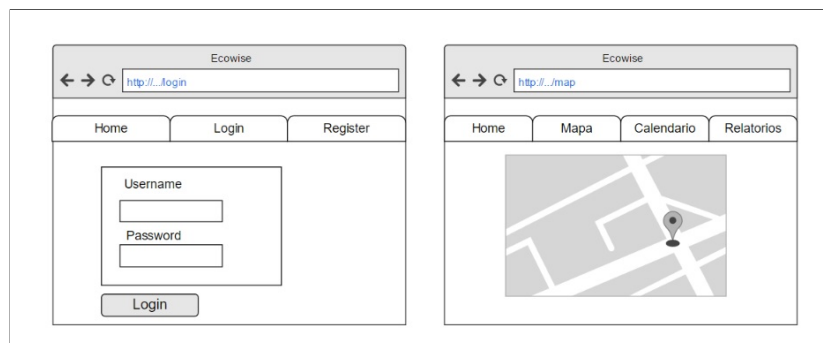 Ecowise
http://.../login
Home Login Register
Username
Password
Login
Ecowise
http://.../map
Home Mapa Calendario Relatorios